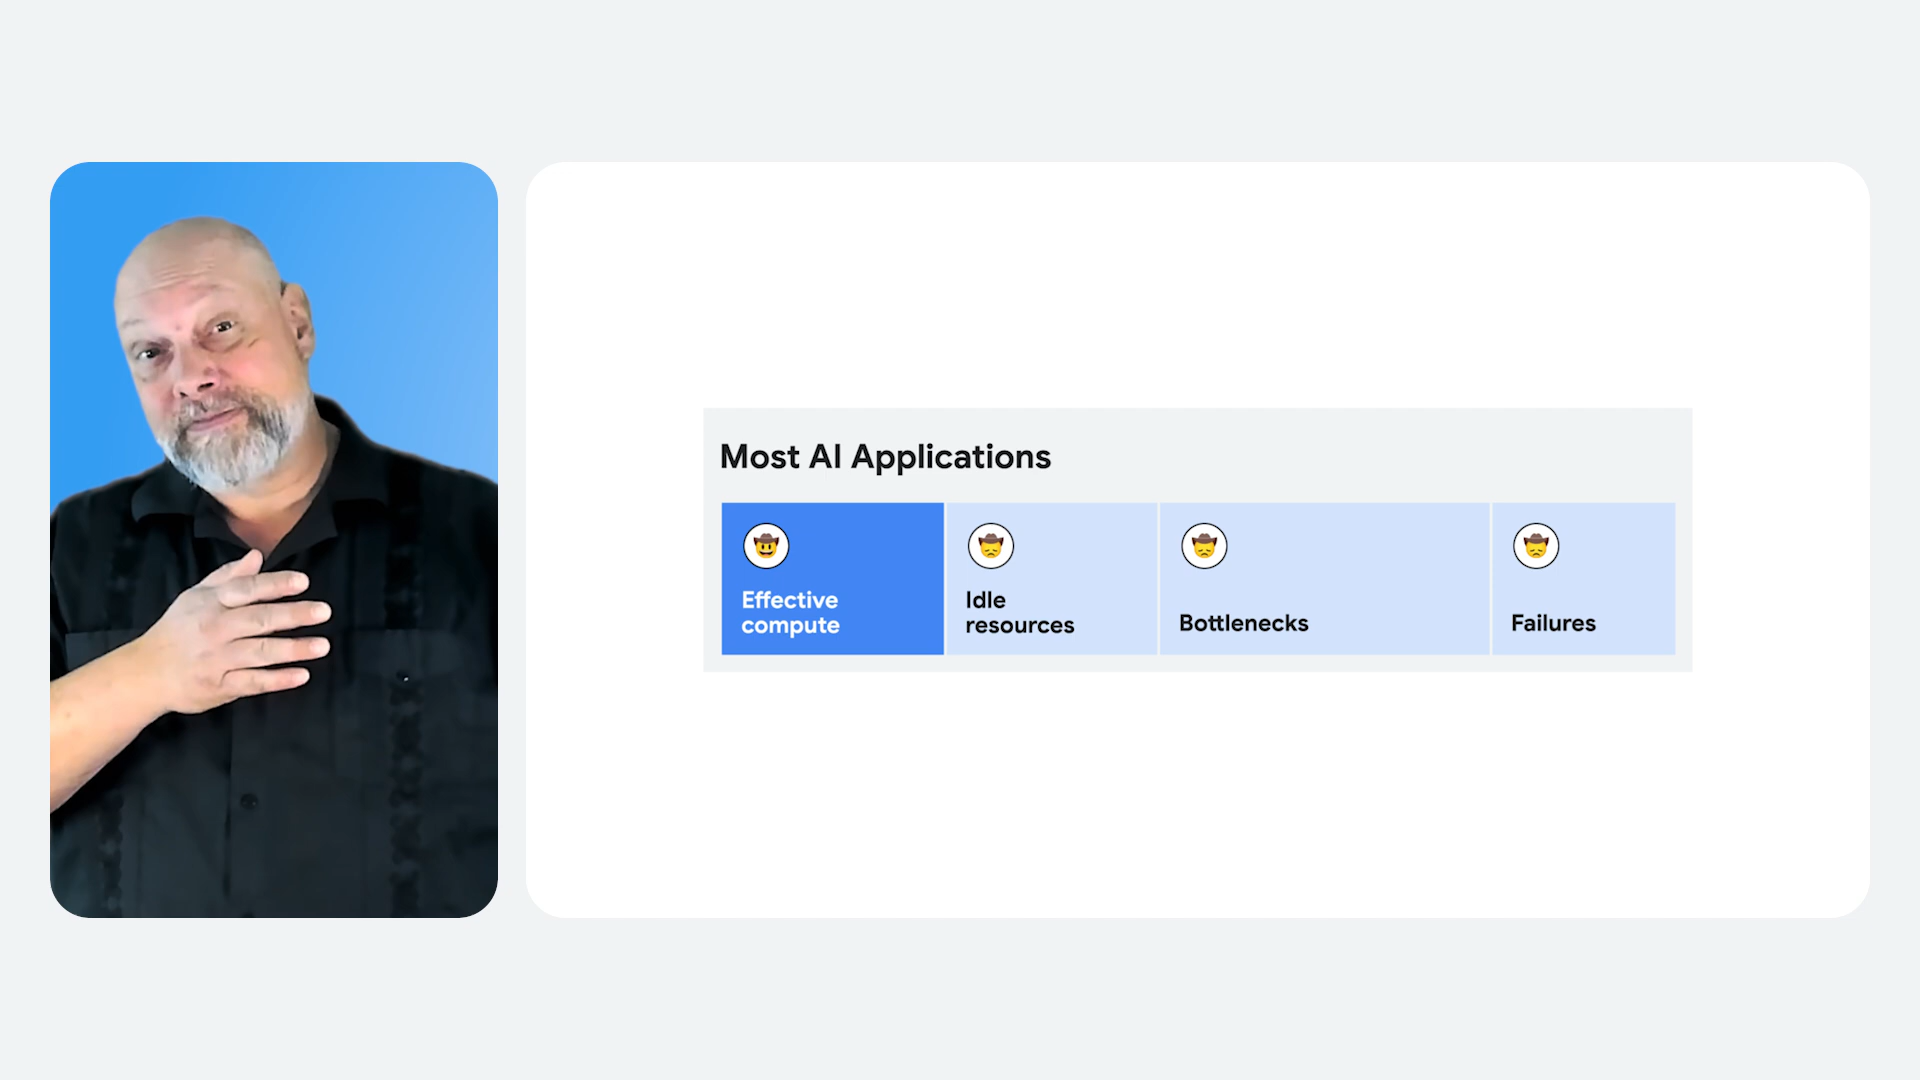 Most AI Applications
Effective
compute
Idle
resources
Bottlenecks
Failures